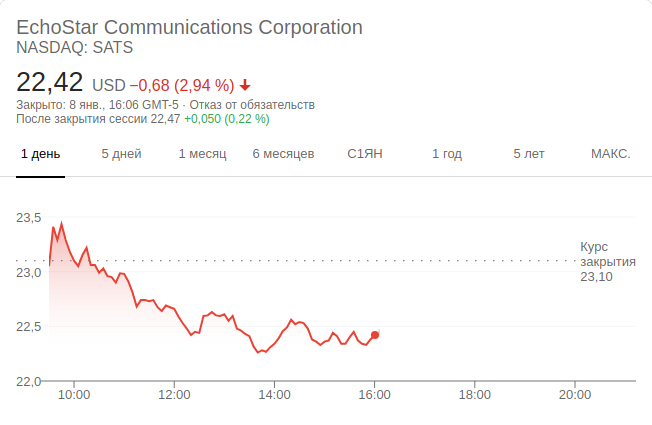 EchoStar Communications Corporation
NASDAQ: SATS
22,42 USD −0,68 (2,94 %)
Закрыто: 8 янв., 16:06 GMT-5 · Отказ от обязательств
После закрытия сессии 22,47 +0,050 (0,22 %)
1 день 5 дней 1 месяц 6 месяцев С1ЯН 1 год 5 лет МАКС.
23,5
Курс
закрытия
23,10
23,0
22,5
22,0
10:00 12:00 14:00 16:00 18:00 20:00